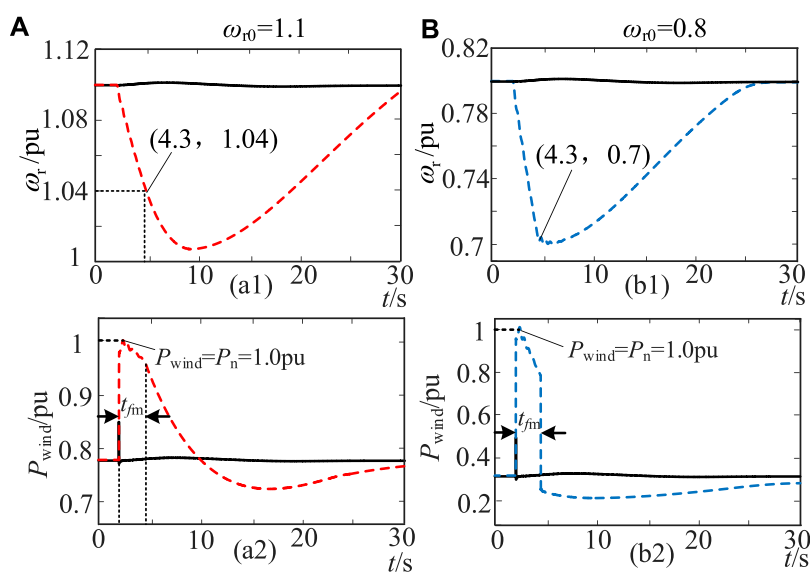 A
ωr0=1.1
1.12
1.08
1.04
1
ωr/pu
(4.3，1.04)
0
10
20
30
(a1)
t/s
B
ωr0=0.8
0.82
0.78
0.74
0.7
ωr/pu
(4.3，0.7)
0
10
20
30
(b1)
t/s
1
0.9
0.8
0.7
Pwind/pu
Pwind=Pn=1.0pu
tfm
0
10
20
30
(a2)
t/s
1
0.8
0.6
0.4
0.2
Pwind/pu
Pwind=Pn=1.0pu
tfm
0
10
20
30
(b2)
t/s